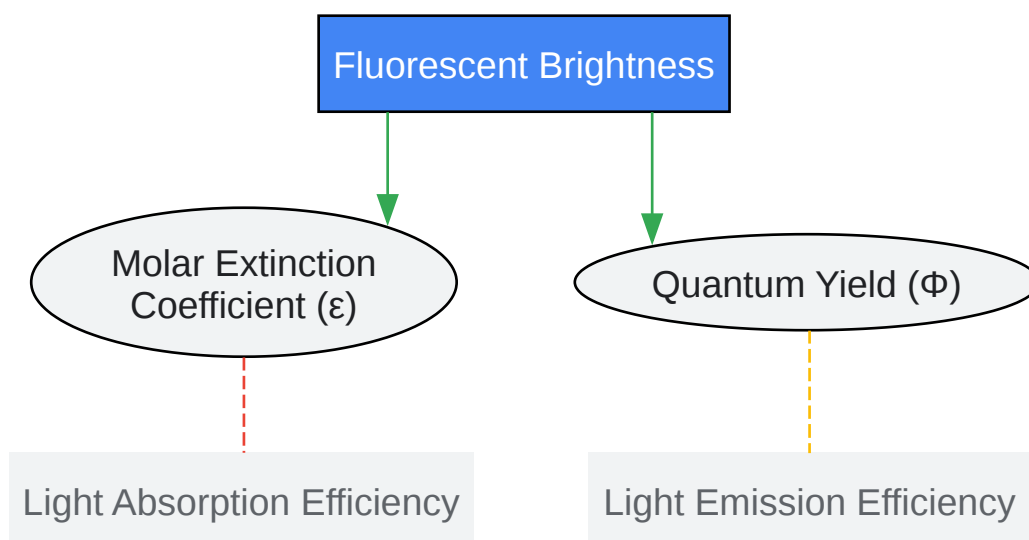 Fluorescent Brightness
Molar Extinction
Coefficient (ε)
Quantum Yield (Φ)
Light Absorption Efficiency
Light Emission Efficiency